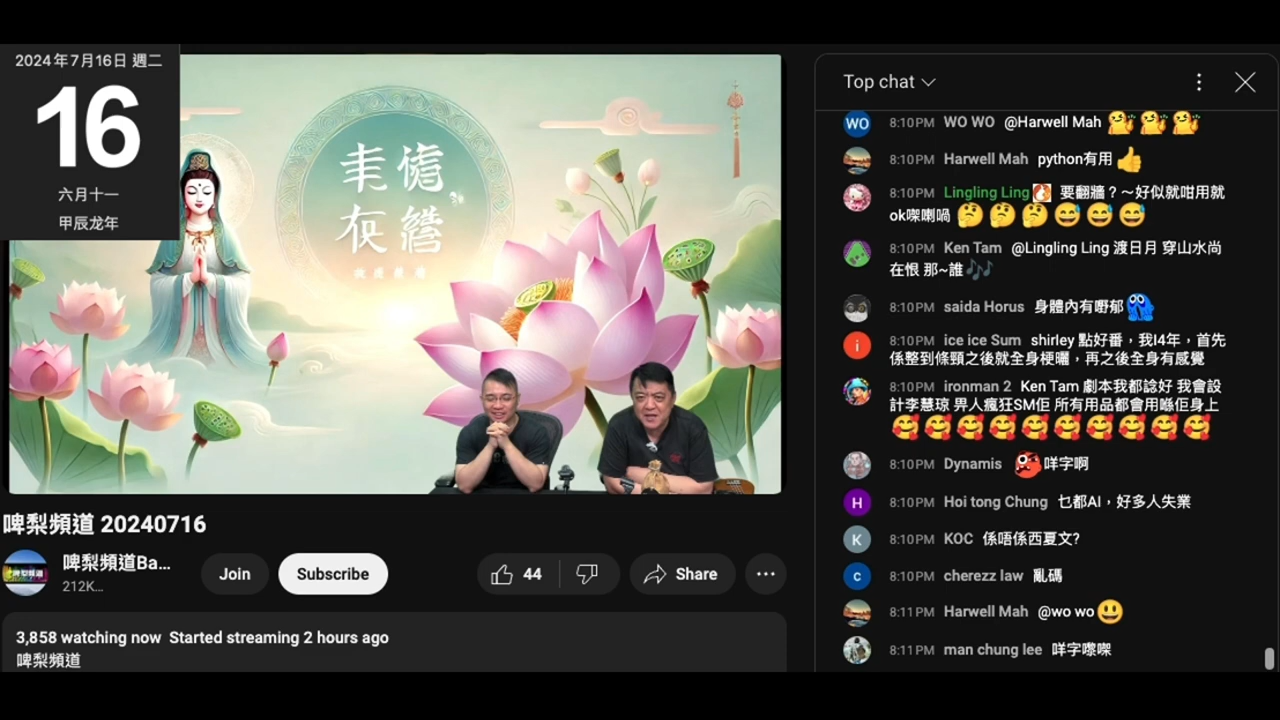 2024年7月16日 週二
16
六月十一
甲辰龙年
啤梨頻道 20240716
啤梨頻道Ba...
212K...
Join
Subscribe
44
Share
3,858 watching now Started streaming 2 hours ago
啤梨頻道
Top chat
WO 8:10PM WO WO @Harwell Mah
8:10PM Harwell Mah python有用
8:10PM Lingling Ling 要翻牆？～好似就咁用就
ok㗎喇喎
8:10PM Ken Tam @Lingling Ling 渡日月 穿山水尚
在恨 那~誰
8:10PM saida Horus 身體內有嘢郁
i 8:10PM ice ice Sum shirley 點好番，我I4年，首先
係整到條頸之後就全身梗曬，再之後全身有感覺
8:10PM ironman 2 Ken Tam 劇本我都諗好 我會設
計李慧琼 畀人瘋狂SM佢 所有用品都會用喺佢身上
8:10PM Dynamis 咩字啊
H 8:10PM Hoi tong Chung 乜都AI，好多人失業
K 8:10PM KOC 係唔係西夏文?
c 8:10PM cherezz law 亂碼
8:11PM Harwell Mah @wo wo
8:11PM man chung lee 咩字嚟㗎